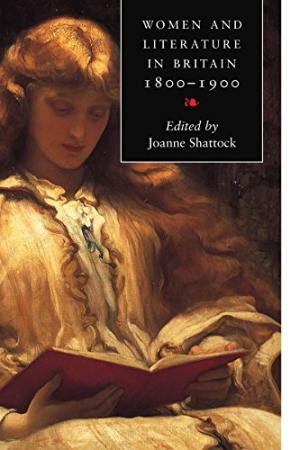 WOMEN AND
LITERATURE
IN BRITAIN
1800–1900
Edited by
Joanne Shattock